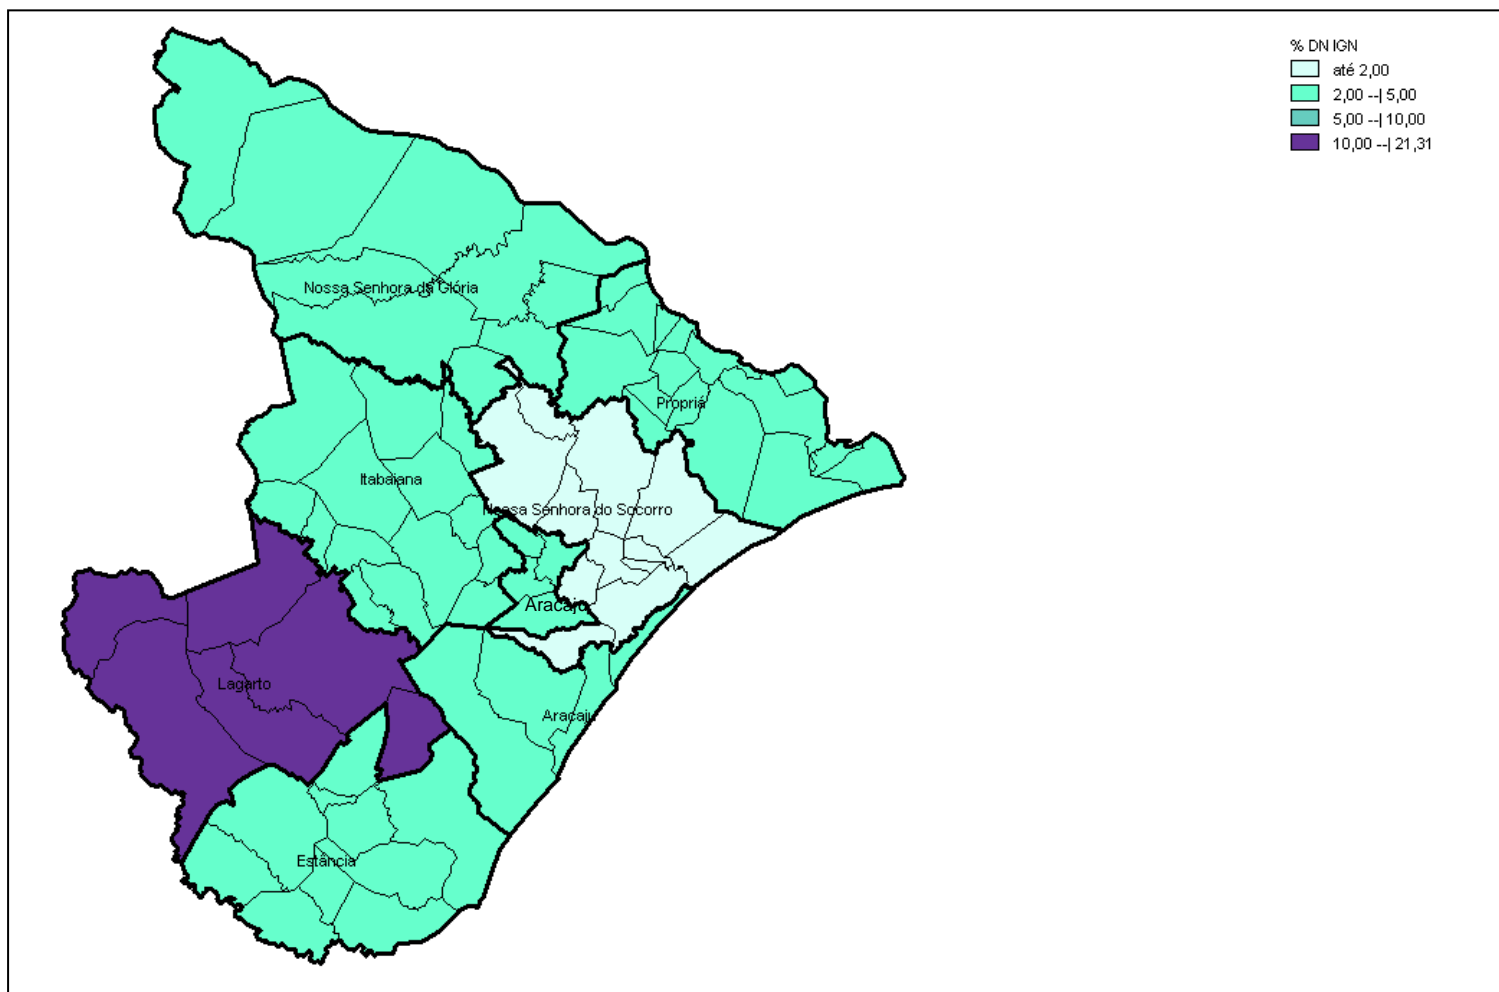 % DN IGN
até 2,00
2,00 --| 5,00
5,00 --| 10,00
10,00 --| 21,31
Nossa Senhora da Glória
Propriá
Itabaiana
Nossa Senhora do Socorro
Aracaju
Lagarto
Aracaju
Estância